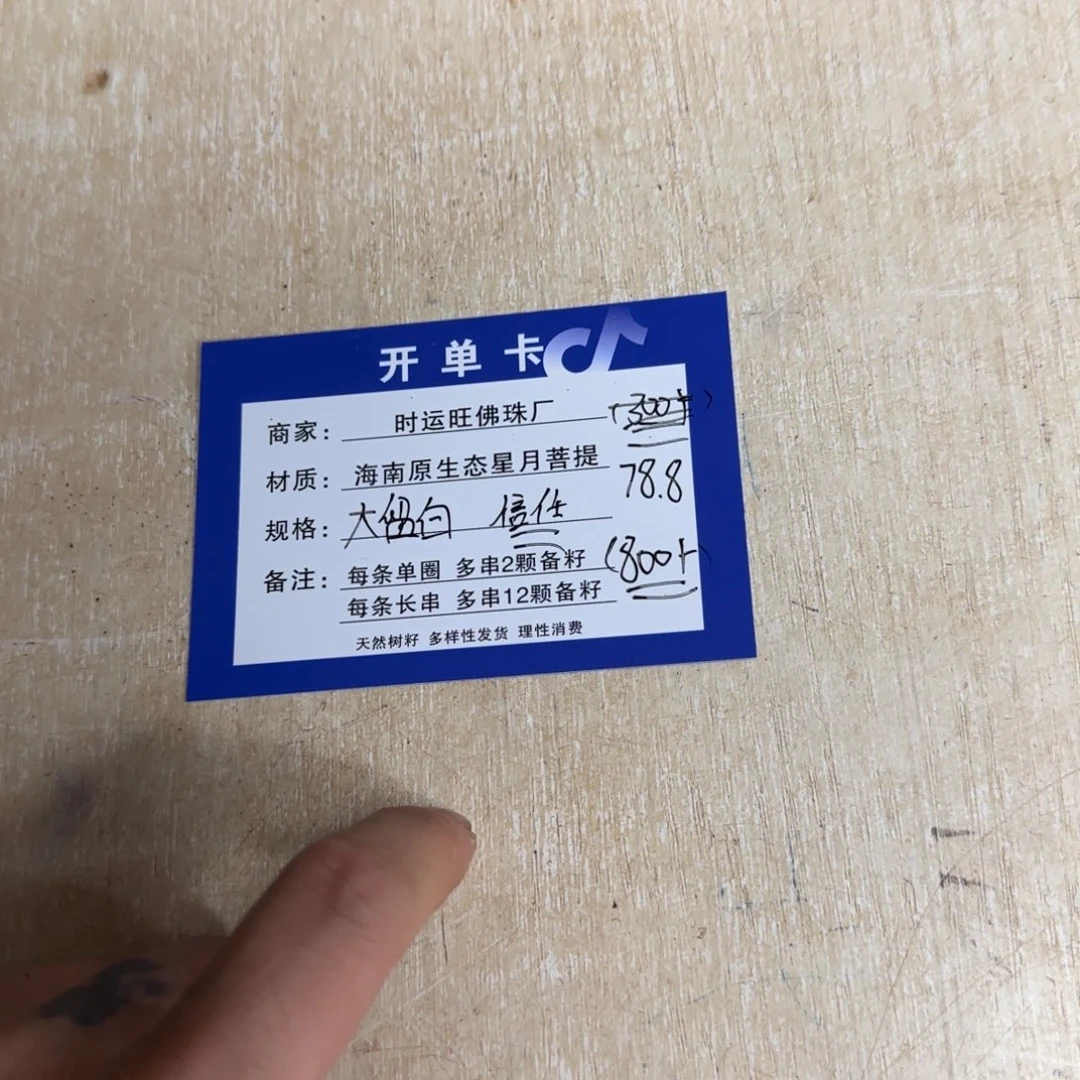 开单卡
商家： 时运旺佛珠厂
材质： 海南原生态星月菩提
78.8
规格： 大留白 信任
备注： 每条单圈 多串2颗备籽 (800+
每条长串 多串12颗备籽
天然树籽 多样性发货 理性消费